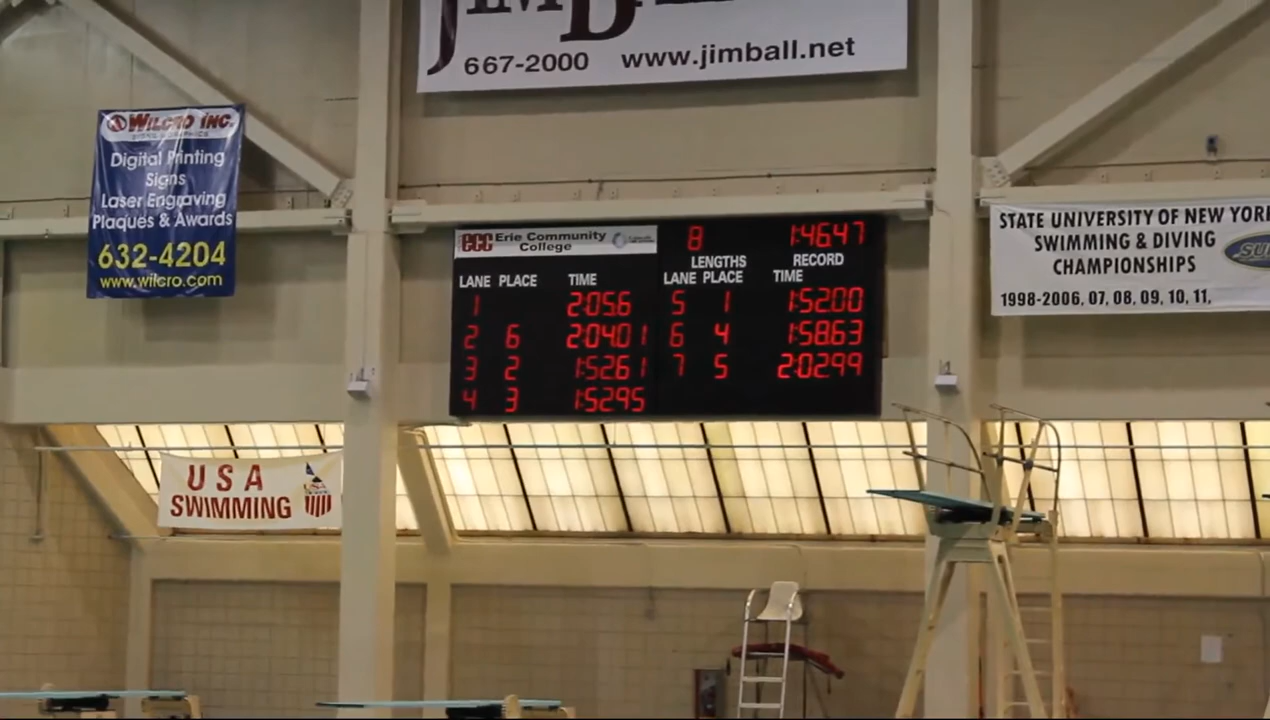 667-2000 www.jimball.net
WILCRO INC.
Digital Printing
Signs
Laser Engraving
Plaques & Awards
632-4204
www.wilcro.com
ECC Erie Community
College
8 1:46.47
LENGTHS RECORD
LANE PLACE TIME LANE PLACE TIME
1 2:05.6 5 1 1:52.00
2 6 2:04.01 6 4 1:58.63
3 2 1:52.61 7 5 2:02.99
4 3 1:52.95
STATE UNIVERSITY OF NEW YORK
SWIMMING & DIVING
CHAMPIONSHIPS
1998-2006, 07, 08, 09, 10, 11,
USA
SWIMMING